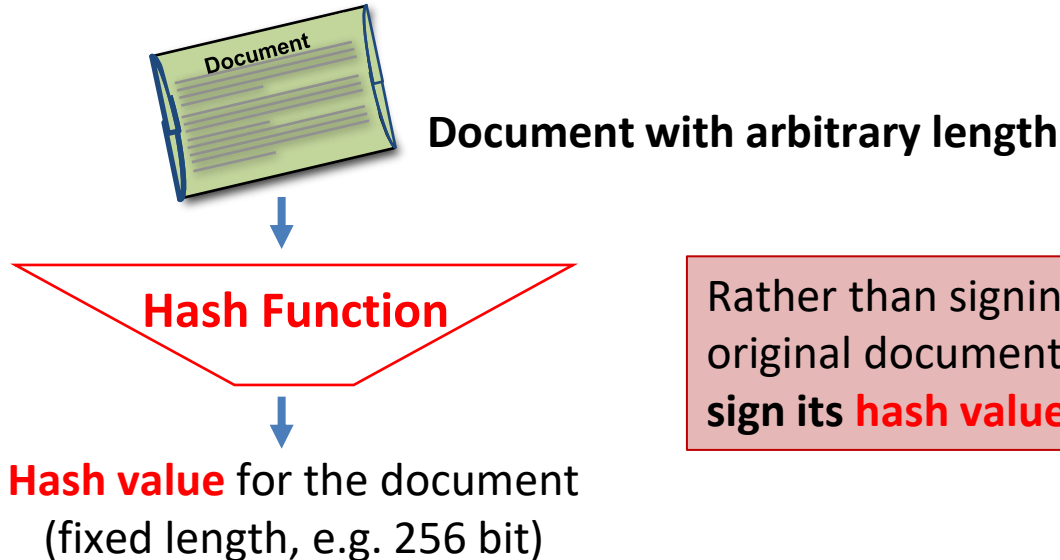 Document
Document with arbitrary length
Hash Function
Rather than signin
original document
sign its hash value
Hash value for the document
(fixed length, e.g. 256 bit)